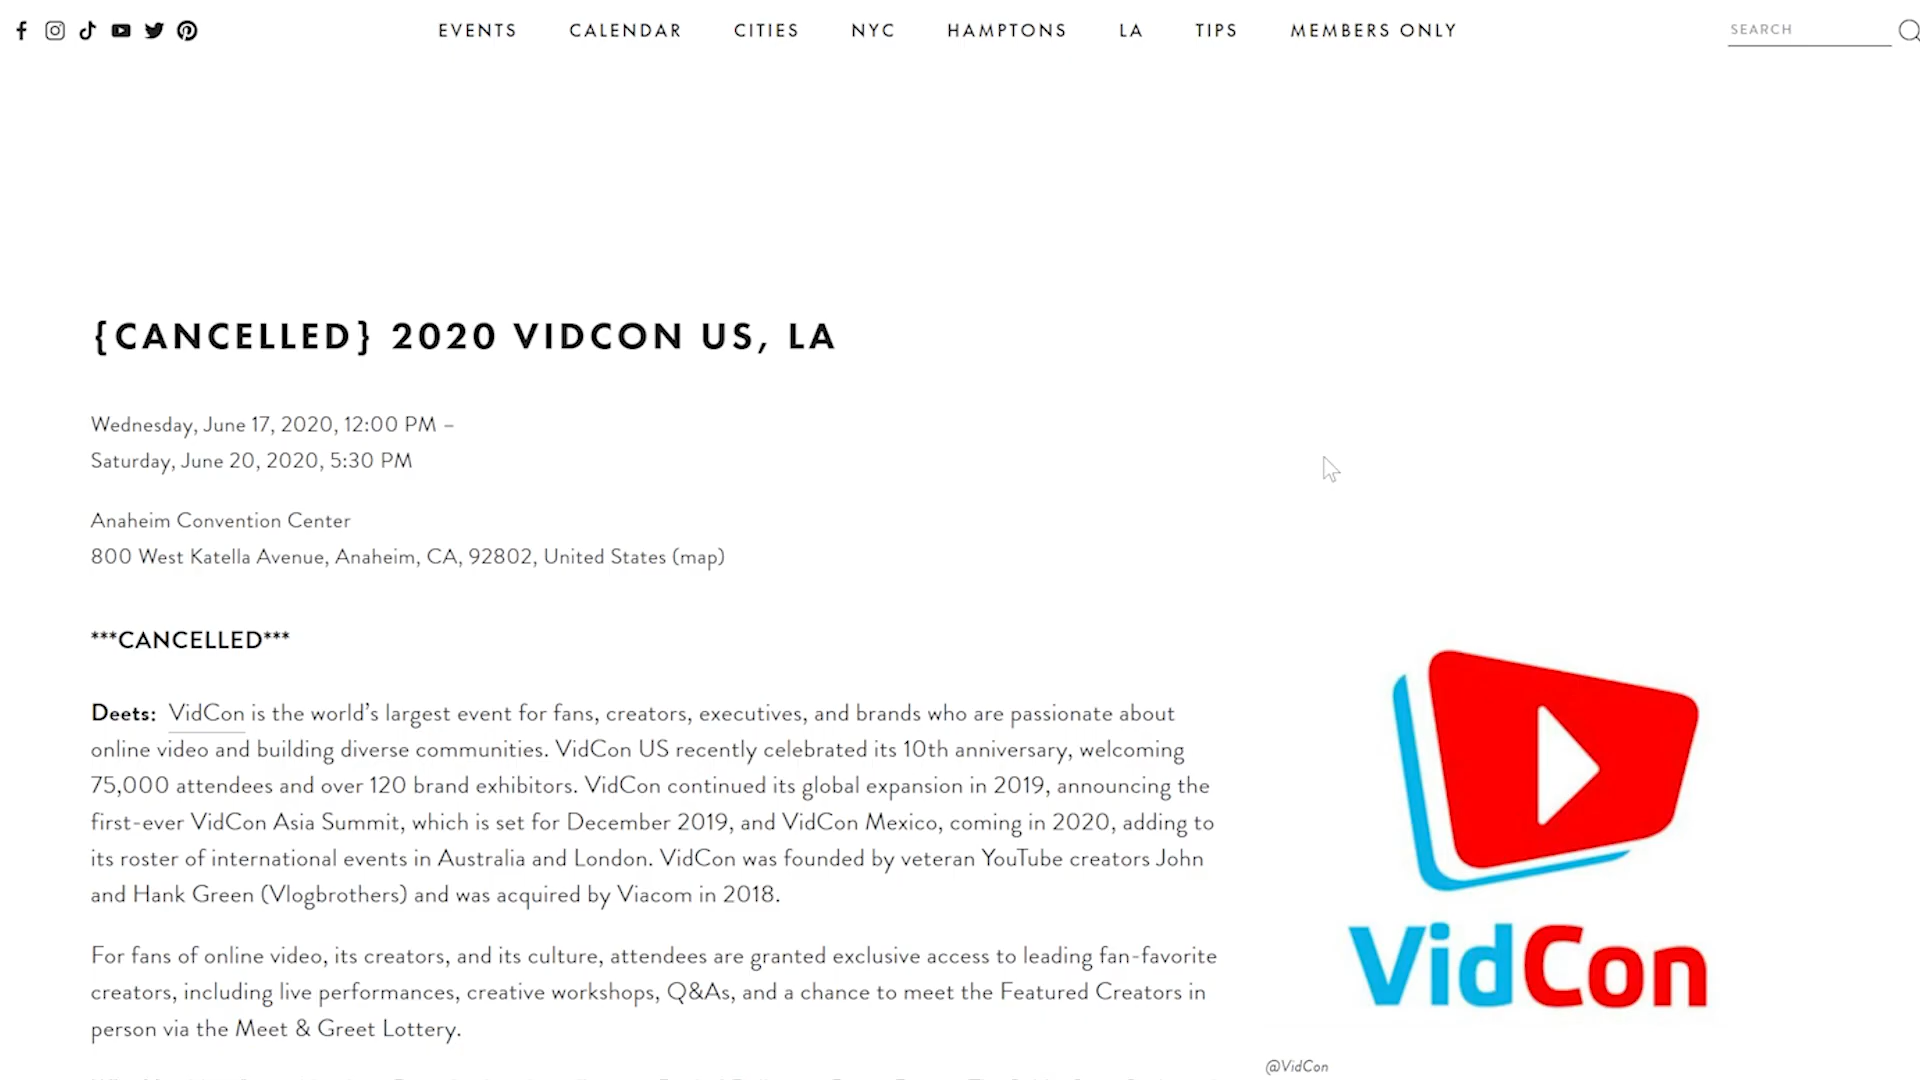 EVENTS CALENDAR CITIES NYC HAMPTONS LA TIPS MEMBERS ONLY SEARCH
{CANCELLED} 2020 VIDCON US, LA
Wednesday, June 17, 2020, 12:00 PM –
Saturday, June 20, 2020, 5:30 PM
Anaheim Convention Center
800 West Katella Avenue, Anaheim, CA, 92802, United States (map)
***CANCELLED***
Deets: VidCon is the world’s largest event for fans, creators, executives, and brands who are passionate about
online video and building diverse communities. VidCon US recently celebrated its 10th anniversary, welcoming
75,000 attendees and over 120 brand exhibitors. VidCon continued its global expansion in 2019, announcing the
first-ever VidCon Asia Summit, which is set for December 2019, and VidCon Mexico, coming in 2020, adding to
its roster of international events in Australia and London. VidCon was founded by veteran YouTube creators John
and Hank Green (Vlogbrothers) and was acquired by Viacom in 2018.
For fans of online video, its creators, and its culture, attendees are granted exclusive access to leading fan-favorite
creators, including live performances, creative workshops, Q&As, and a chance to meet the Featured Creators in
person via the Meet & Greet Lottery.
VidCon
@VidCon